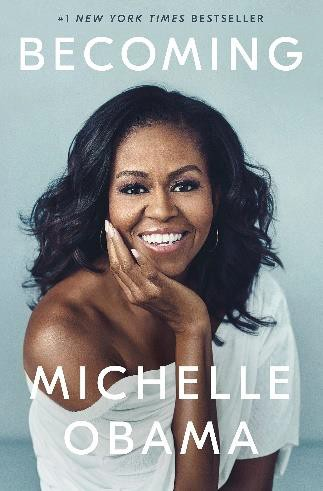 #1 NEW YORK TIMES BESTSELLER
BECOMING
MICHELLE
OBAMA